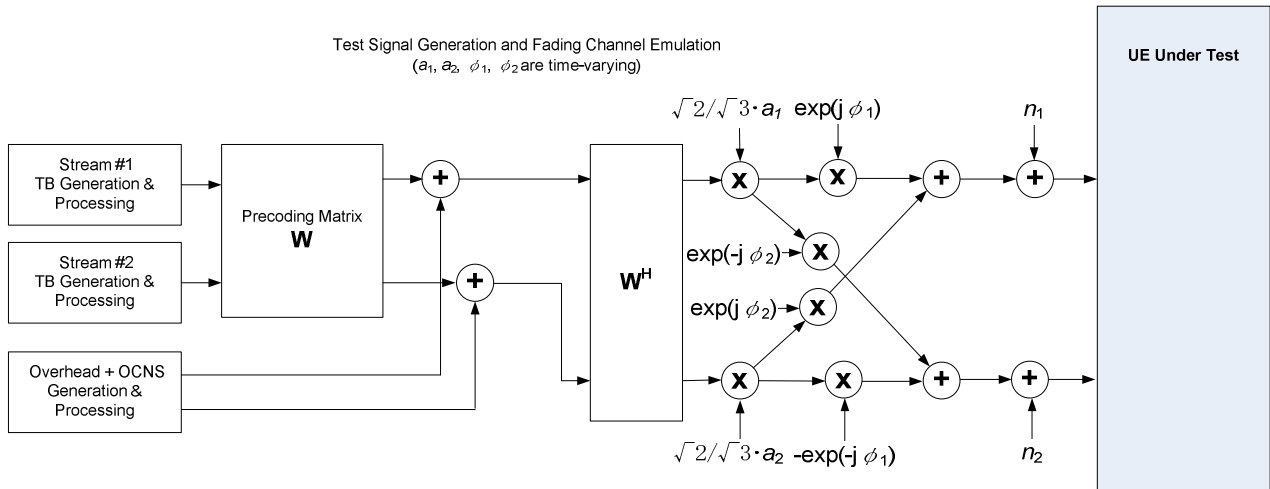 Test Signal Generation and Fading Channel Emulation
(a₁, a₂, ϕ₁, ϕ₂ are time-varying)
UE Under Test
√2/√3·a₁ exp(j ϕ₁)
n₁
Stream #1
TB Generation &
Processing
Precoding Matrix
W
+
x
x
+
+
Stream #2
TB Generation &
Processing
+
Wᴴ
exp(-j ϕ₂)
x
exp(j ϕ₂)
x
Overhead + OCNS
Generation &
Processing
x
x
+
+
√2/√3·a₂ -exp(-j ϕ₁)
n₂